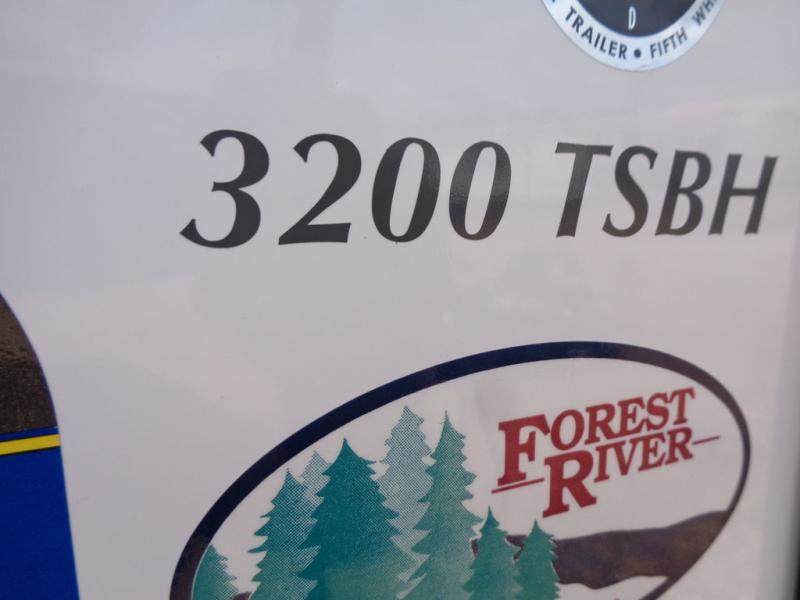 D
TRAILER • FIFTH WH
3200 TSBH
FOREST
RIVER